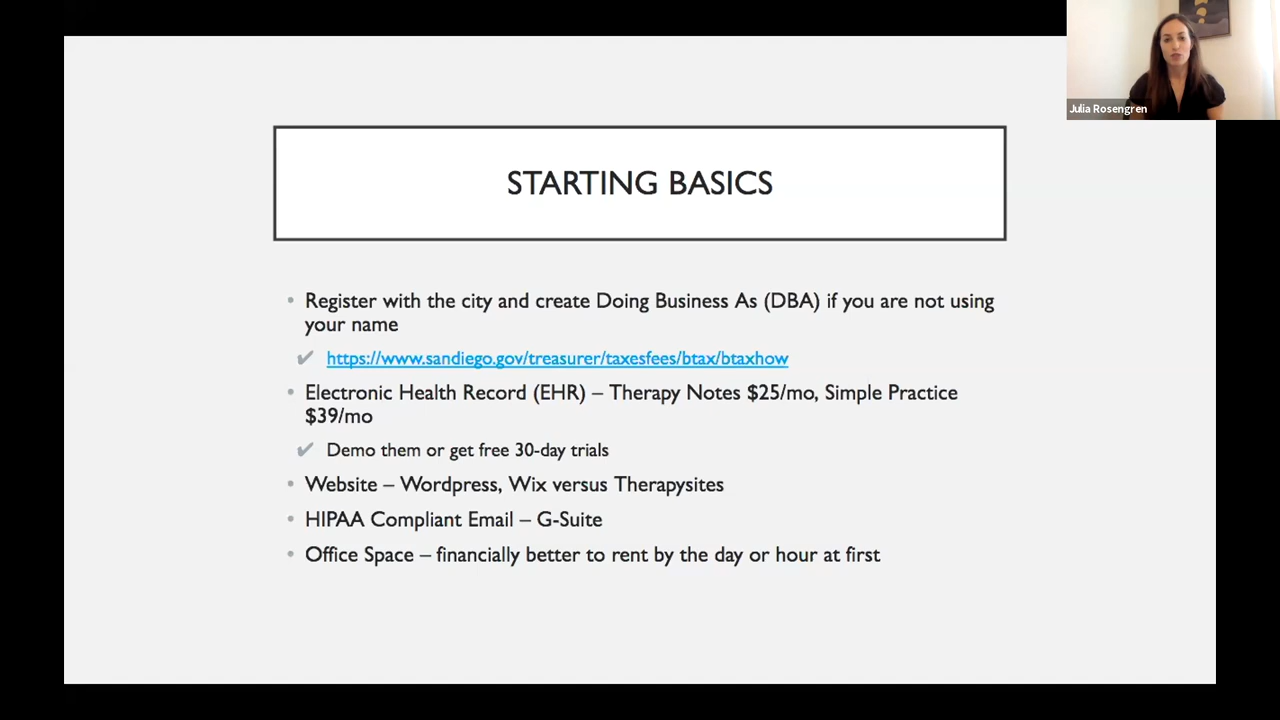 Julia Rosengren
STARTING BASICS
• Register with the city and create Doing Business As (DBA) if you are not using
your name
✔ https://www.sandiego.gov/treasurer/taxesfees/btax/btaxhow
• Electronic Health Record (EHR) – Therapy Notes $25/mo, Simple Practice
$39/mo
✔ Demo them or get free 30-day trials
• Website – Wordpress, Wix versus Therapysites
• HIPAA Compliant Email – G-Suite
• Office Space – financially better to rent by the day or hour at first